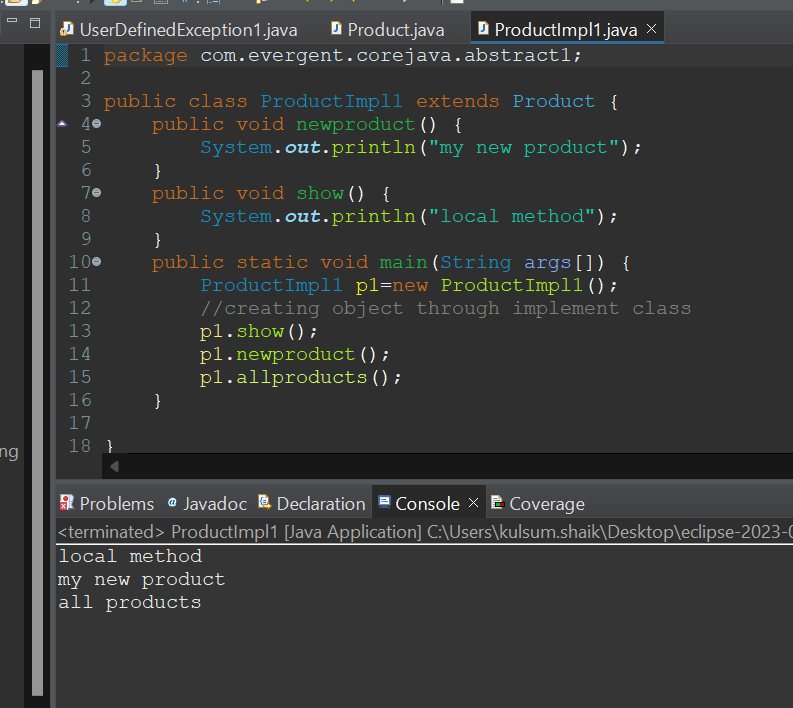 UserDefinedException1.java Product.java ProductImpl1.java
1 package com.evergent.corejava.abstract1;
2
3 public class ProductImpl1 extends Product {
4 public void newproduct() {
5 System.out.println("my new product");
6 }
7 public void show() {
8 System.out.println("local method");
9 }
10 public static void main(String args[]) {
11 ProductImpl1 p1=new ProductImpl1();
12 //creating object through implement class
13 p1.show();
14 p1.newproduct();
15 p1.allproducts();
16 }
17
18 }
ng
Problems Javadoc Declaration Console Coverage
<terminated> ProductImpl1 [Java Application] C:\Users\kulsum.shaik\Desktop\eclipse-2023-0
local method
my new product
all products